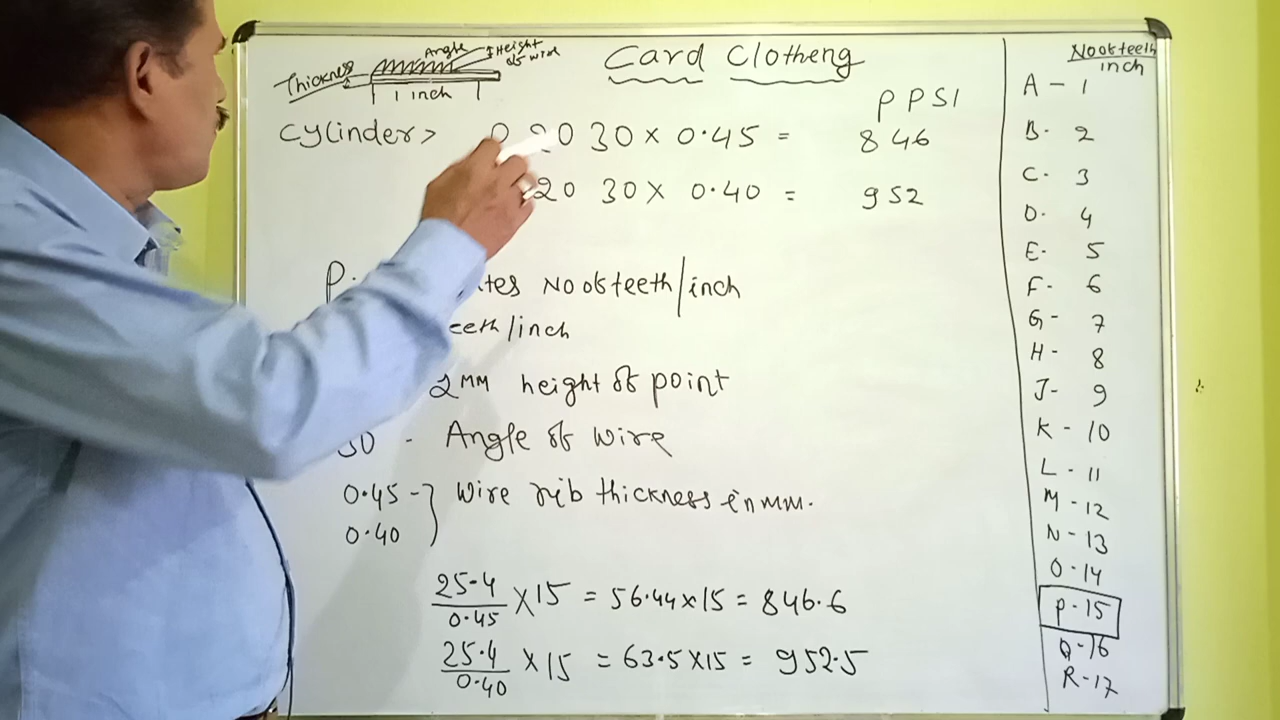 Card Clotheng
Angle
Height
of wire
Thickness
1 inch
PPSI
Cylinder> 20 30 x 0.45 = 846
20 30 x 0.40 = 952
P. tes No of teeth/inch
eeth/inch
2MM height of point
30 - Angle of wire
0.45 - } wire rib thickness in mm.
0.40
25.4/0.45 x 15 = 56.44 x 15 = 846.6
25.4/0.40 x 15 = 63.5 x 15 = 952.5
No of teeth/inch
A - 1
B - 2
C - 3
D - 4
E - 5
F - 6
G - 7
H - 8
J - 9
K - 10
L - 11
M - 12
N - 13
O - 14
P - 15
Q - 16
R - 17